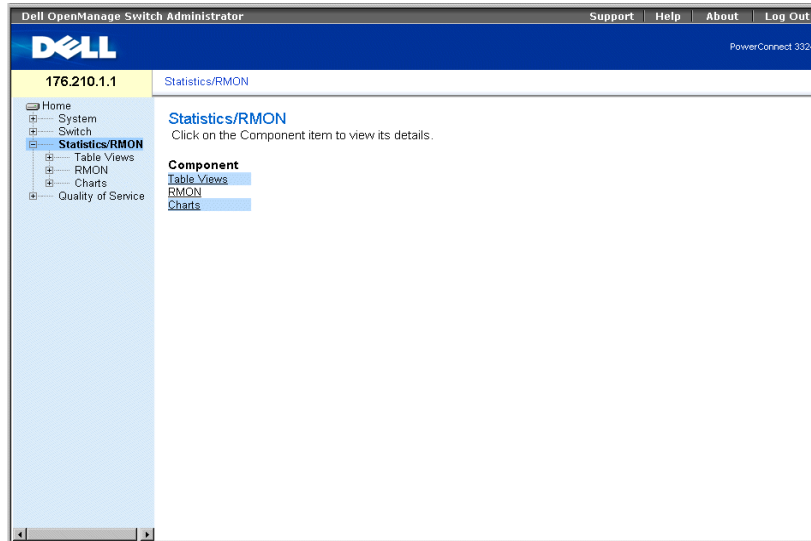 Dell OpenManage Switch Administrator
Support Help About Log Out
DELL
PowerConnect 332
176.210.1.1
Statistics/RMON
Home
System
Switch
Statistics/RMON
Table Views
RMON
Charts
Quality of Service
Statistics/RMON
Click on the Component item to view its details.
Component
Table Views
RMON
Charts